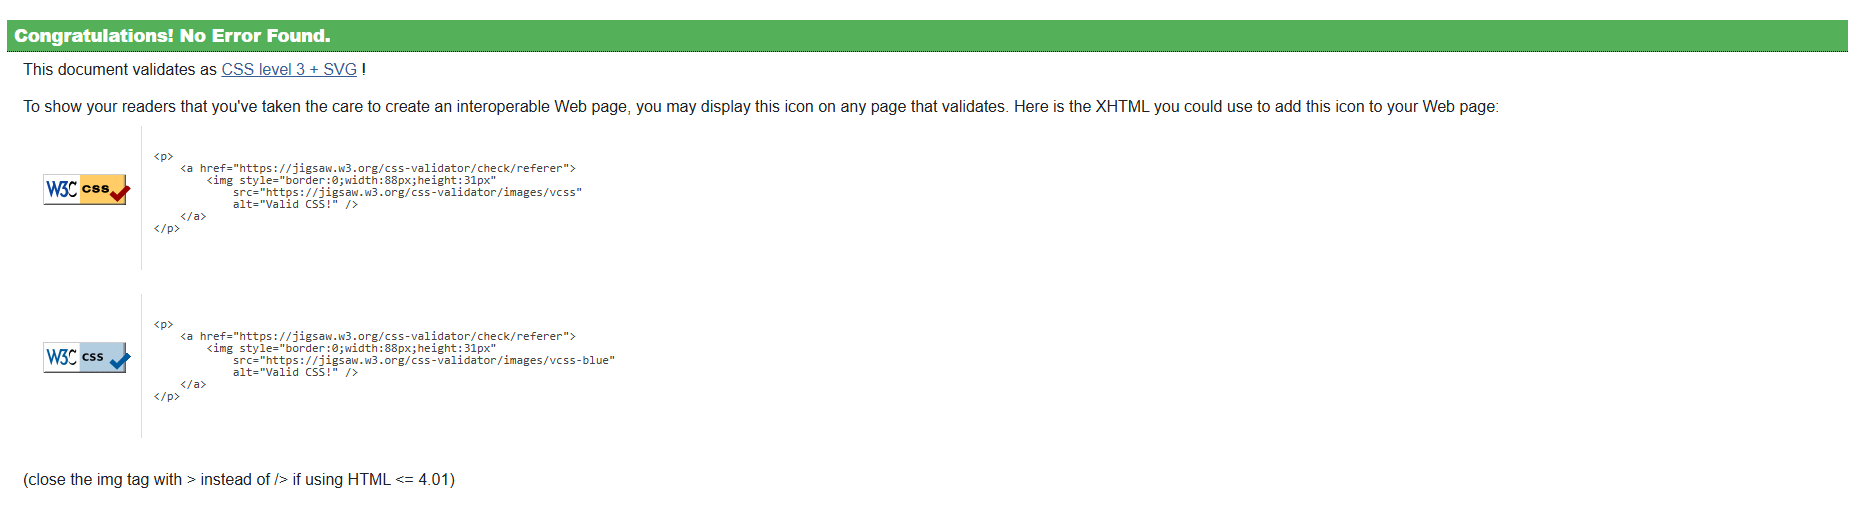 Congratulations! No Error Found.
This document validates as CSS level 3 + SVG !
To show your readers that you've taken the care to create an interoperable Web page, you may display this icon on any page that validates. Here is the XHTML you could use to add this icon to your Web page:
W3C css
<p>
    <a href="https://jigsaw.w3.org/css-validator/check/referer">
        <img style="border:0;width:88px;height:31px"
            src="https://jigsaw.w3.org/css-validator/images/vcss"
            alt="Valid CSS!" />
    </a>
</p>
W3C css
<p>
    <a href="https://jigsaw.w3.org/css-validator/check/referer">
        <img style="border:0;width:88px;height:31px"
            src="https://jigsaw.w3.org/css-validator/images/vcss-blue"
            alt="Valid CSS!" />
    </a>
</p>
(close the img tag with > instead of /> if using HTML <= 4.01)